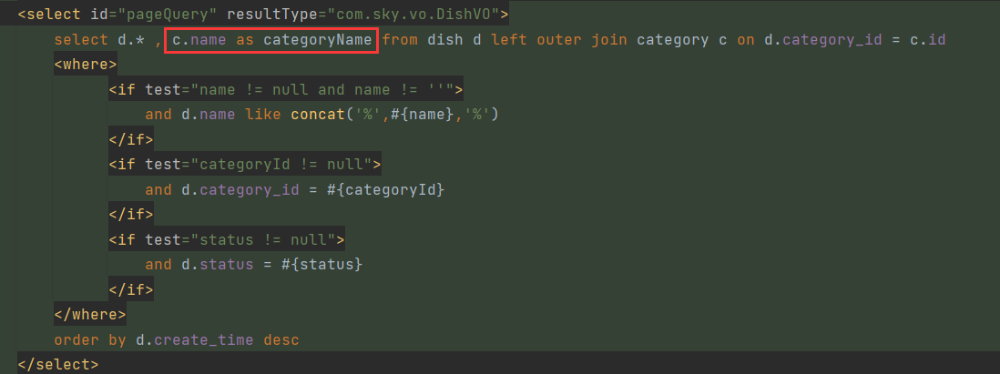 <select id="pageQuery" resultType="com.sky.vo.DishVO">
select d.* , c.name as categoryName from dish d left outer join category c on d.category_id = c.id
<where>
<if test="name != null and name != ''">
and d.name like concat('%',#{name},'%')
</if>
<if test="categoryId != null">
and d.category_id = #{categoryId}
</if>
<if test="status != null">
and d.status = #{status}
</if>
</where>
order by d.create_time desc
</select>